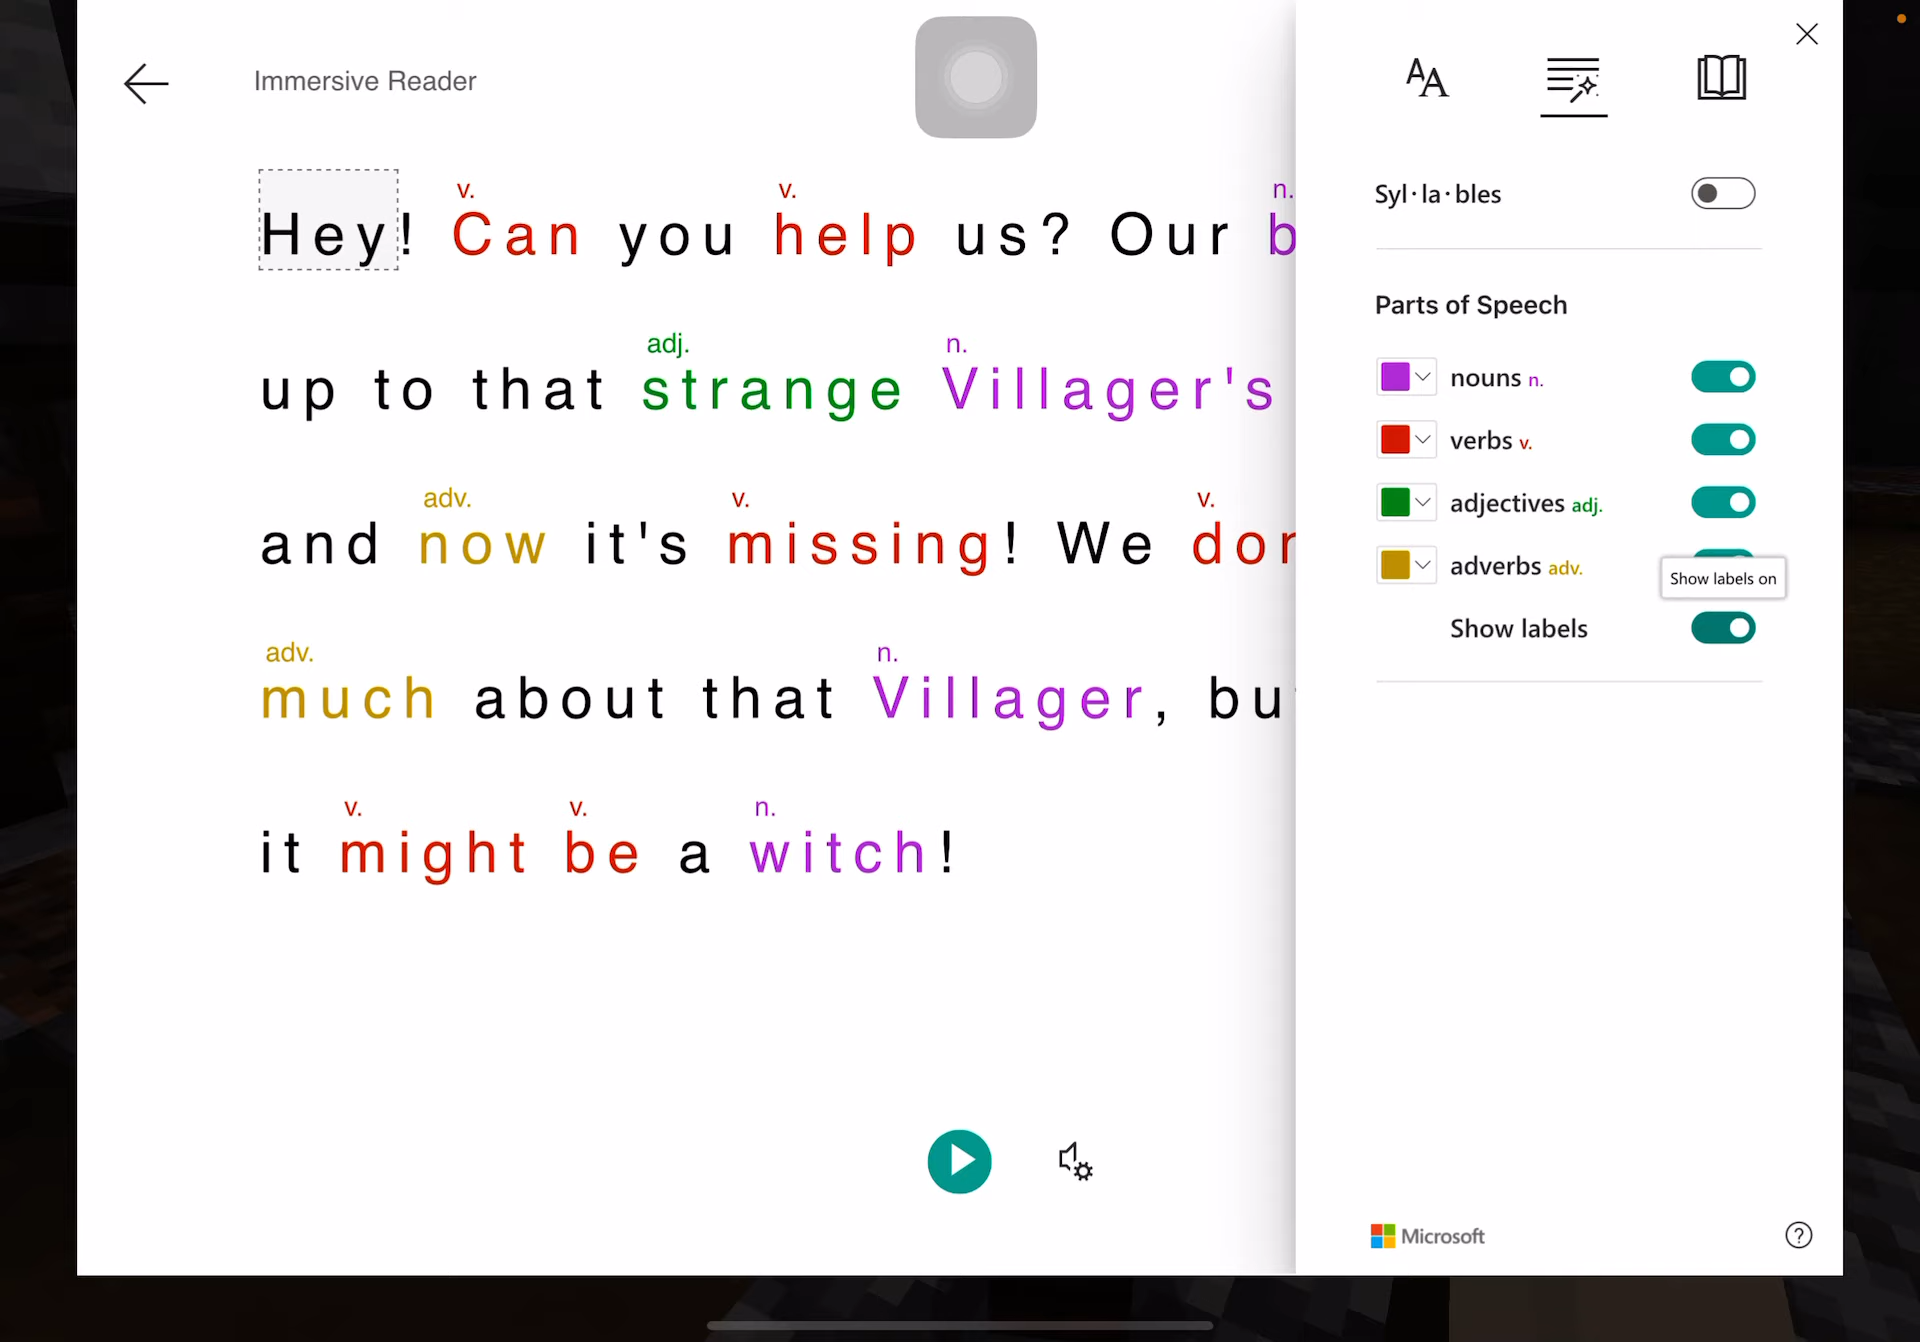 Immersive Reader
v. v. n.
Hey! Can you help us? Our
adj. n.
up to that strange Villager's
adv. v. v.
and now it's missing! We
adv. n.
much about that Villager,
v. v. n.
it might be a witch!
Syl·la·bles
Parts of Speech
nouns n.
verbs v.
adjectives adj.
adverbs adv.
Show labels on
Show labels
Microsoft